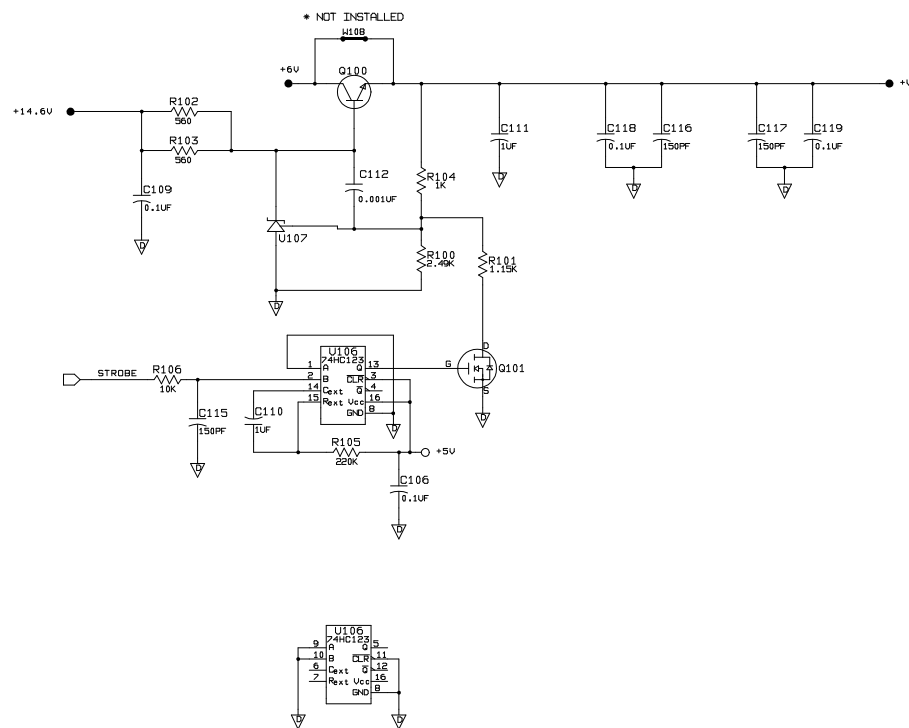 * NOT INSTALLED
W108
+6V
Q100
+V
+14.6V
R102
560
R103
560
C109
0.1UF
C112
0.001UF
U107
R104
1K
R100
2.49K
R101
1.15K
C111
1UF
C118
0.1UF
C116
150PF
C117
150PF
C119
0.1UF
D
D
D
D
D
STROBE
R106
10K
C115
150PF
D
C110
1UF
U106
74HC123
1 A Q 13
2 B CLR 3
14 Cext Q 4
15 Rext Vcc 16
GND 8
D
R105
220K
+5V
C106
0.1UF
D
G
D
S
Q101
D
U106
74HC123
9 A Q 5
10 B CLR 11
6 Cext Q 12
7 Rext Vcc 16
GND 8
D
D